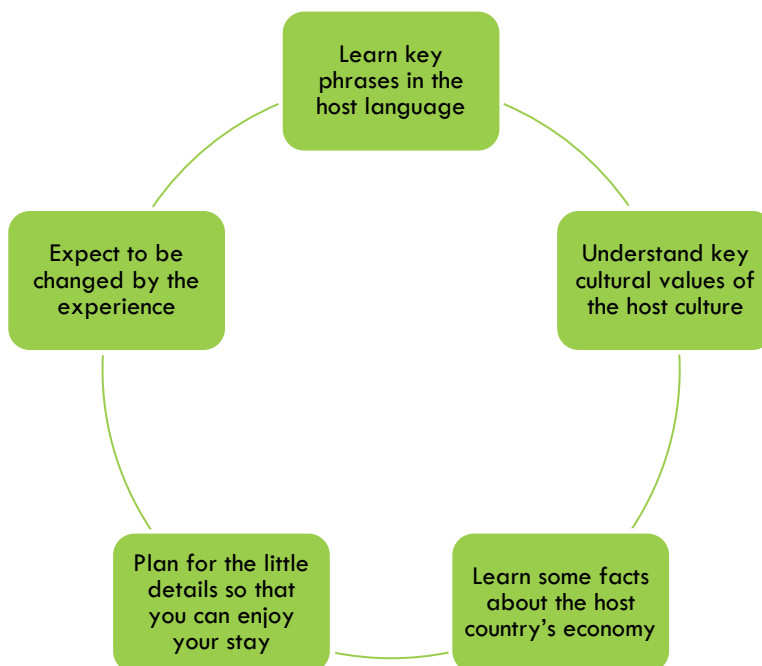 Learn key
phrases in the
host language
Understand key
cultural values of
the host culture
Learn some facts
about the host
country’s economy
Plan for the little
details so that
you can enjoy
your stay
Expect to be
changed by the
experience